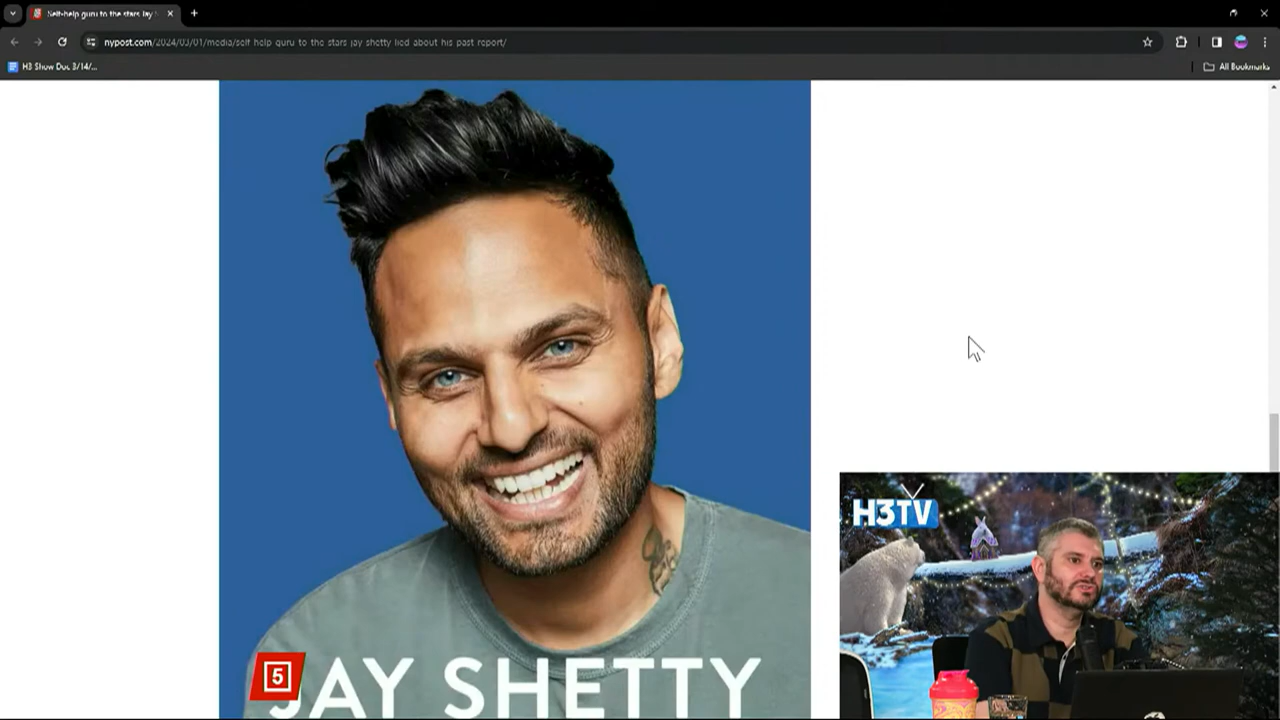 Self-help guru to the stars Jay
nypost.com/2024/03/01/media/self-help-guru-to-the-stars-jay-shetty-lied-about-his-past-report/
H3 Show Doc 3/14/...
All Bookmarks
H3TV
5
JAY SHETTY